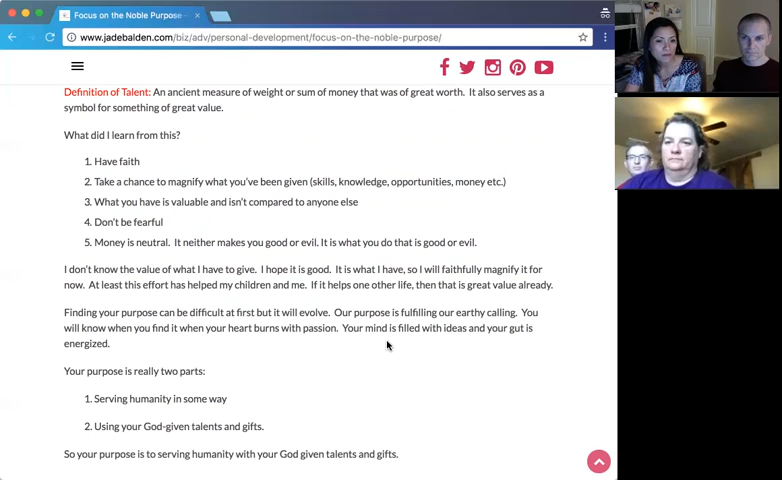 Focus on the Noble Purpose
www.jadebalden.com/biz/adv/personal-development/focus-on-the-noble-purpose/
Definition of Talent: An ancient measure of weight or sum of money that was of great worth. It also serves as a
symbol for something of great value.
What did I learn from this?
1. Have faith
2. Take a chance to magnify what you've been given (skills, knowledge, opportunities, money etc.)
3. What you have is valuable and isn't compared to anyone else
4. Don't be fearful
5. Money is neutral. It neither makes you good or evil. It is what you do that is good or evil.
I don't know the value of what I have to give. I hope it is good. It is what I have, so I will faithfully magnify it for
now. At least this effort has helped my children and me. If it helps one other life, then that is great value already.
Finding your purpose can be difficult at first but it will evolve. Our purpose is fulfilling our earthy calling. You
will know when you find it when your heart burns with passion. Your mind is filled with ideas and your gut is
energized.
Your purpose is really two parts:
1. Serving humanity in some way
2. Using your God-given talents and gifts.
So your purpose is to serving humanity with your God given talents and gifts.